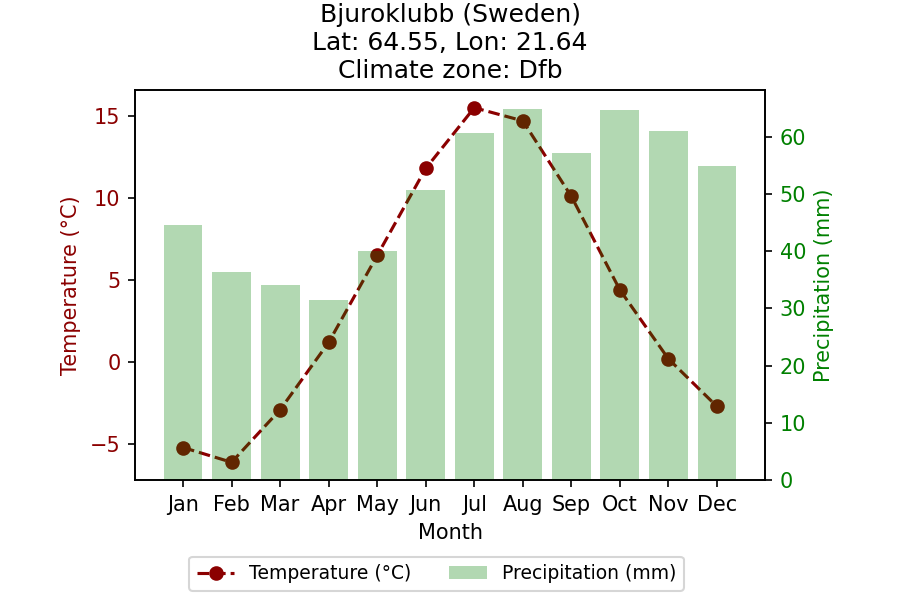 Bjuroklubb (Sweden)
Lat: 64.55, Lon: 21.64
Climate zone: Dfb
Temperature (°C)
15
10
5
0
−5
Precipitation (mm)
60
50
40
30
20
10
0
Jan Feb Mar Apr May Jun Jul Aug Sep Oct Nov Dec
Month
Temperature (°C) Precipitation (mm)